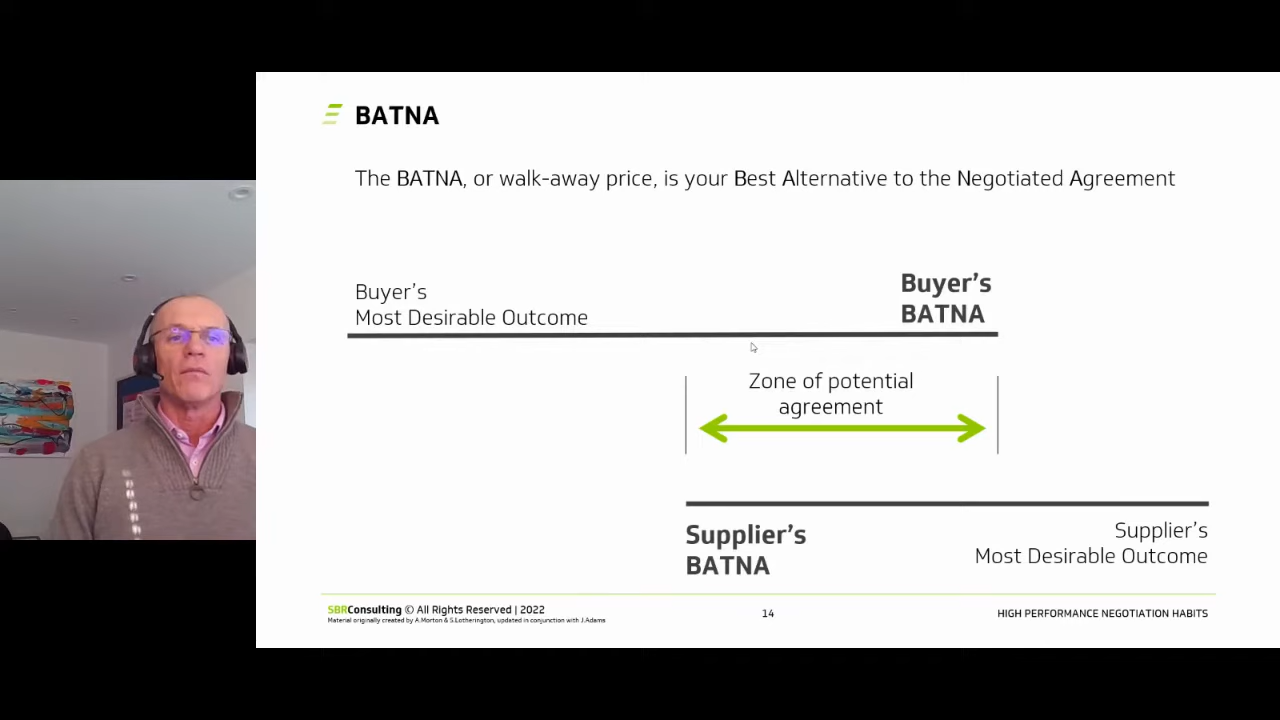 BATNA
The BATNA, or walk-away price, is your Best Alternative to the Negotiated Agreement
Buyer's
Most Desirable Outcome
Buyer's
BATNA
Zone of potential
agreement
Supplier's
BATNA
Supplier's
Most Desirable Outcome
SBRConsulting © All Rights Reserved | 2022
Material originally created by A.Morton & S.Lotherington, updated in conjunction with J.Adams
14
HIGH PERFORMANCE NEGOTIATION HABITS